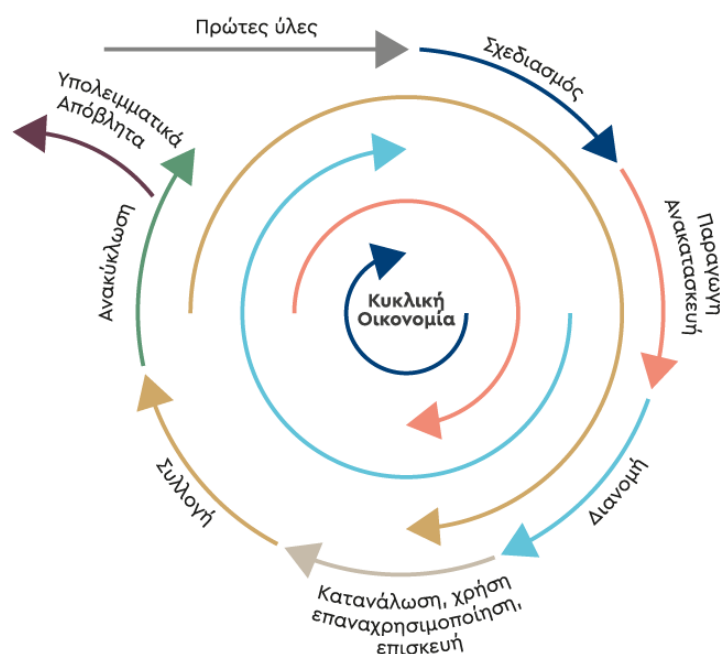 Πρώτες ύλες
Σχεδιασμός
Παραγωγή
Ανακατασκευή
Διανομή
Κατανάλωση, χρήση
επαναχρησιμοποίηση,
επισκευή
Συλλογή
Ανακύκλωση
Υπολειμματικά
Απόβλητα
Κυκλική
Οικονομία